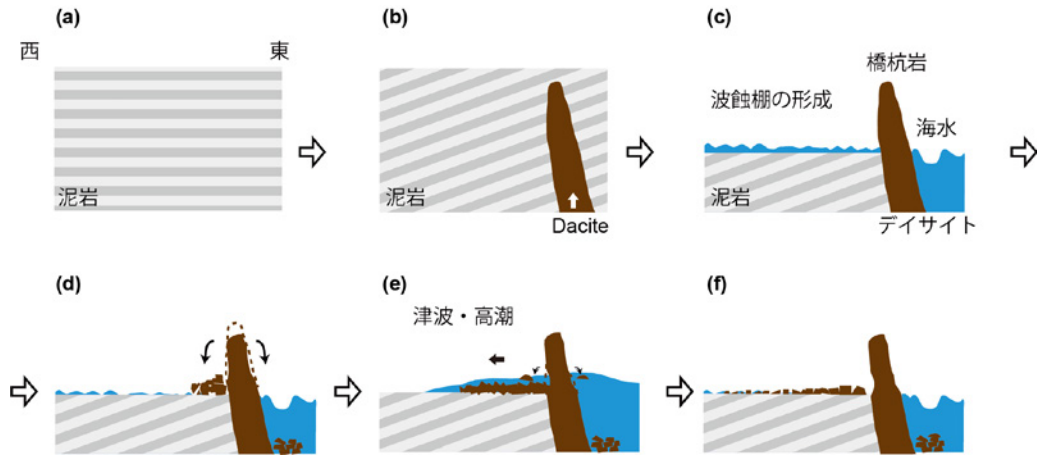 (a)
西
東
泥岩
(b)
泥岩
Dacite
(c)
橋杭岩
波蝕棚の形成
海水
泥岩
デイサイト
(d)
(e)
津波・高潮
(f)